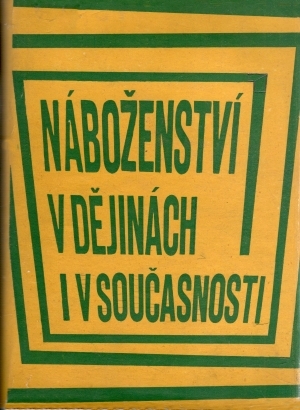 NÁBOŽENSTVÍ
V DĚJINÁCH
I V SOUČASNOSTI